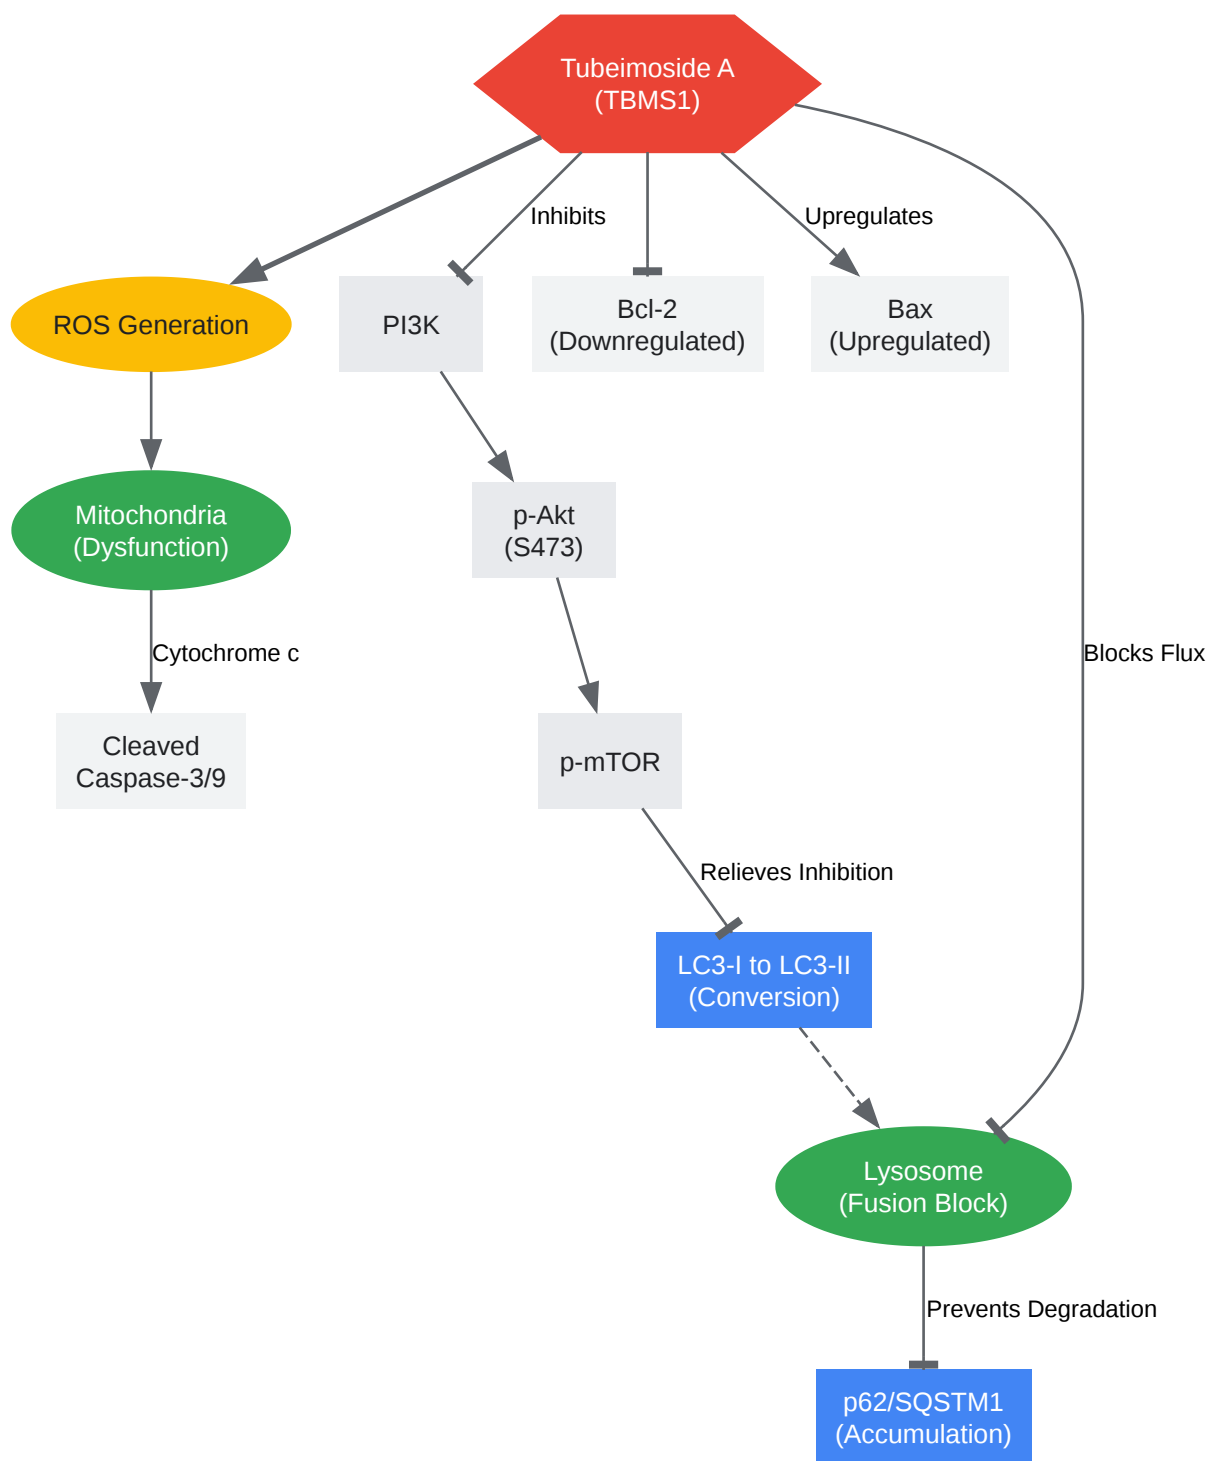 Tubeimoside A
(TBMS1)
Inhibits
Upregulates
ROS Generation
PI3K
Bcl-2
(Downregulated)
Bax
(Upregulated)
Mitochondria
(Dysfunction)
p-Akt
(S473)
Cytochrome c
Blocks Flux
Cleaved
Caspase-3/9
p-mTOR
Relieves Inhibition
LC3-I to LC3-II
(Conversion)
Lysosome
(Fusion Block)
Prevents Degradation
p62/SQSTM1
(Accumulation)